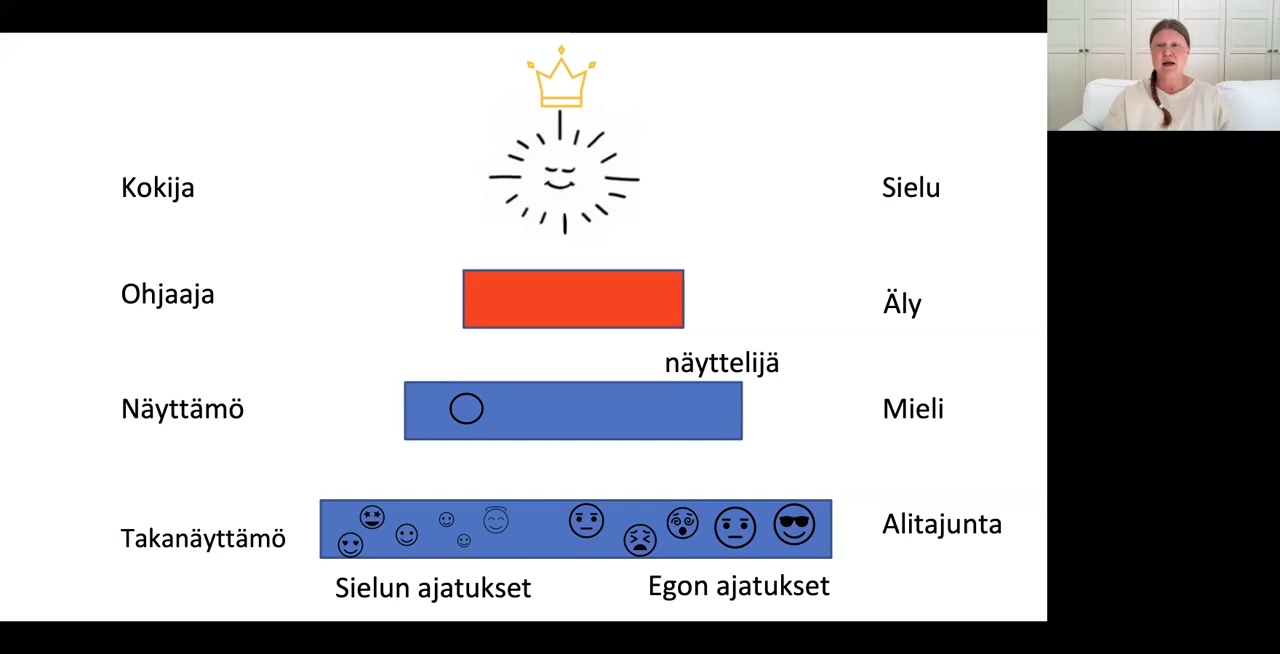 Kokija
Sielu
Ohjaaja
Äly
näyttelijä
Näyttämö
Mieli
Takanäyttämö
Alitajunta
Sielun ajatukset
Egon ajatukset